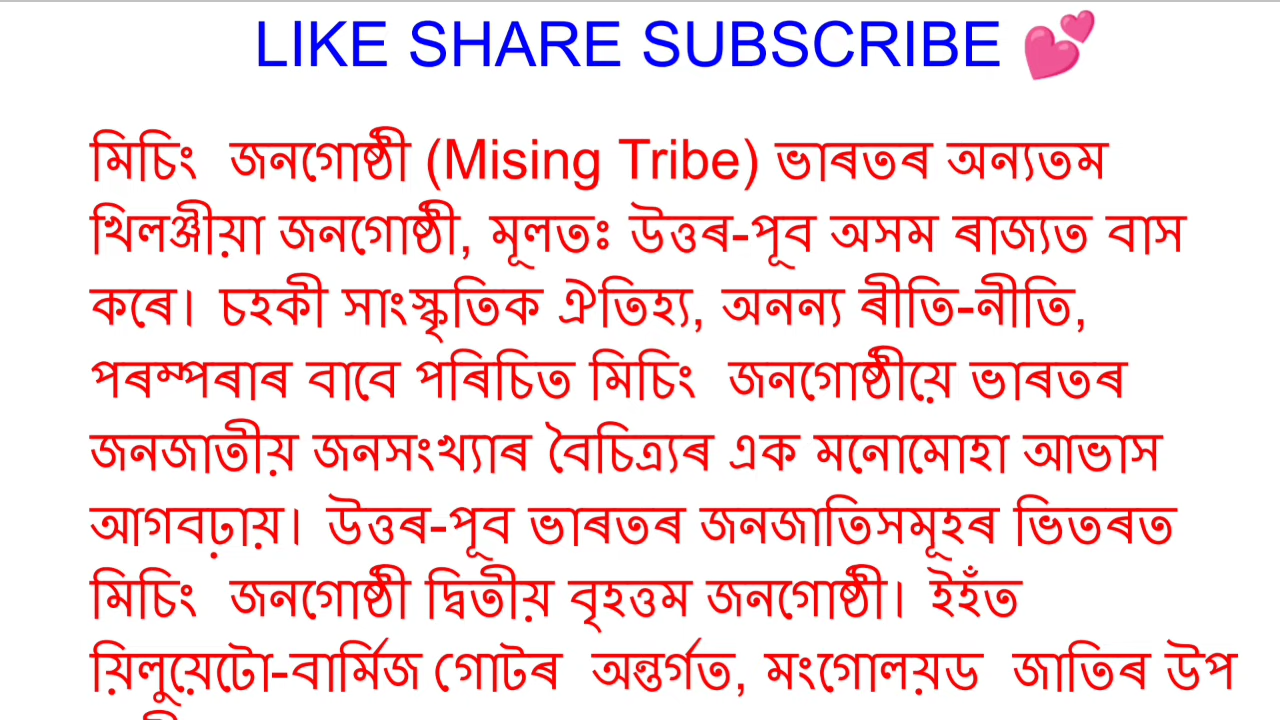 LIKE SHARE SUBSCRIBE 💕
মিচিং জনগোষ্ঠী (Mising Tribe) ভাৰতৰ অন্যতম
খিলঞ্জীয়া জনগোষ্ঠী, মূলতঃ উত্তৰ-পূব অসম ৰাজ্যত বাস
কৰে। চহকী সাংস্কৃতিক ঐতিহ্য, অনন্য ৰীতি-নীতি,
পৰম্পৰাৰ বাবে পৰিচিত মিচিং জনগোষ্ঠীয়ে ভাৰতৰ
জনজাতীয় জনসংখ্যাৰ বৈচিত্ৰ্যৰ এক মনোমোহা আভাস
আগবঢ়ায়। উত্তৰ-পূব ভাৰতৰ জনজাতিসমূহৰ ভিতৰত
মিচিং জনগোষ্ঠী দ্বিতীয় বৃহত্তম জনগোষ্ঠী। ইহঁত
য়িলুয়েটো-বাৰ্মিজ গোটৰ অন্তৰ্গত, মংগোলয়ড জাতিৰ উপ